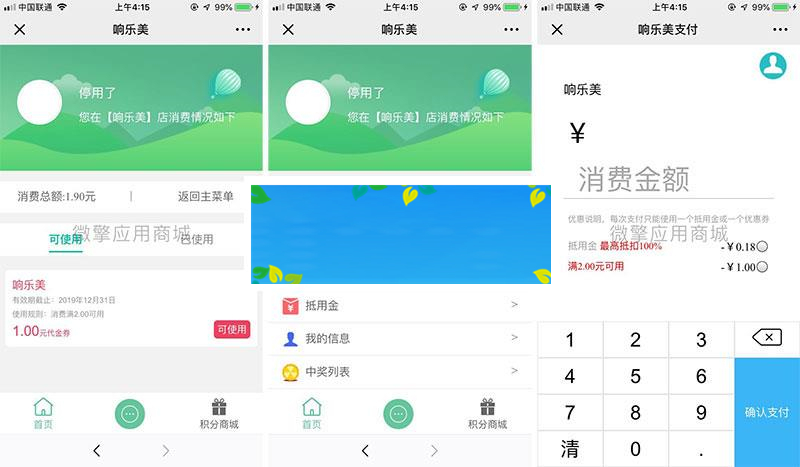 中国联通 上午4:15 99%
响乐美
停用了
您在【响乐美】店消费情况如下
消费总额:1.90元 | 返回主菜单
可使用 已使用
微擎应用商城
响乐美
有效期截止：2019年12月31日
使用规则：消费满2.00可用
1.00元代金券 可使用
首页 积分商城
中国联通 上午4:15 99%
响乐美
停用了
您在【响乐美】店消费情况如下
抵用金 >
我的信息 >
中奖列表 >
首页 积分商城
中国联通 上午4:15 99%
响乐美支付
响乐美
¥
消费金额
优惠说明，每次支付只能使用一个抵用金或一个优惠券
微擎应用商城
抵用金 最高抵扣100% -￥0.18
满2.00元可用 -￥1.00
1 2 3
4 5 6
7 8 9
清 0 .
确认支付